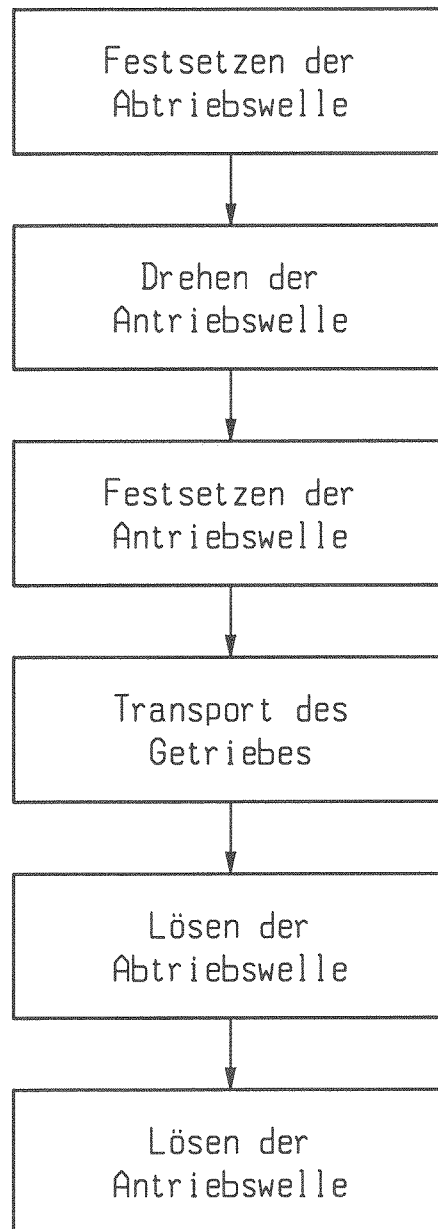 Festsetzen der
Abtriebswelle
Drehen der
Antriebswelle
Festsetzen der
Antriebswelle
Transport des
Getriebes
Lösen der
Abtriebswelle
Lösen der
Antriebswelle